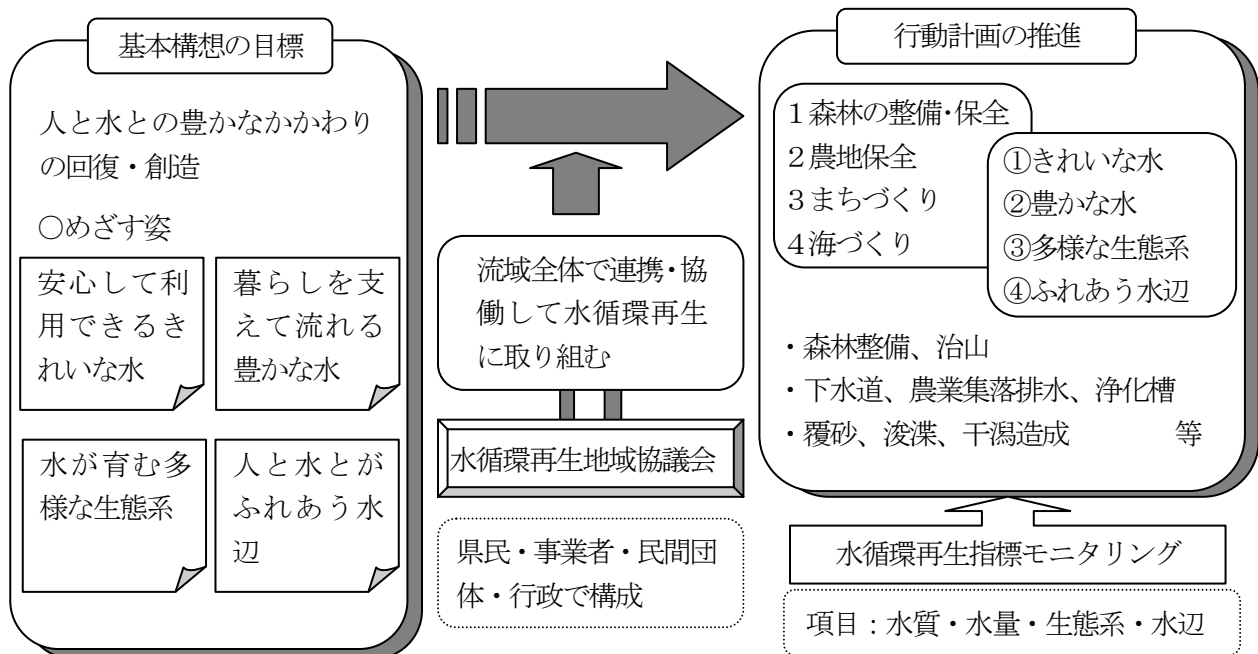 基本構想の目標
人と水との豊かなかかわり
の回復・創造
○めざす姿
安心して利
用できるき
れいな水
暮らしを支
えて流れる
豊かな水
水が育む多
様な生態系
人と水とが
ふれあう水
辺
流域全体で連携・協
働して水循環再生
に取り組む
水循環再生地域協議会
県民・事業者・民間団
体・行政で構成
行動計画の推進
1森林の整備・保全
2農地保全
3まちづくり
4海づくり
①きれいな水
②豊かな水
③多様な生態系
④ふれあう水辺
・森林整備、治山
・下水道、農業集落排水、浄化槽
・覆砂、浚渫、干潟造成　　　　等
水循環再生指標モニタリング
項目：水質・水量・生態系・水辺